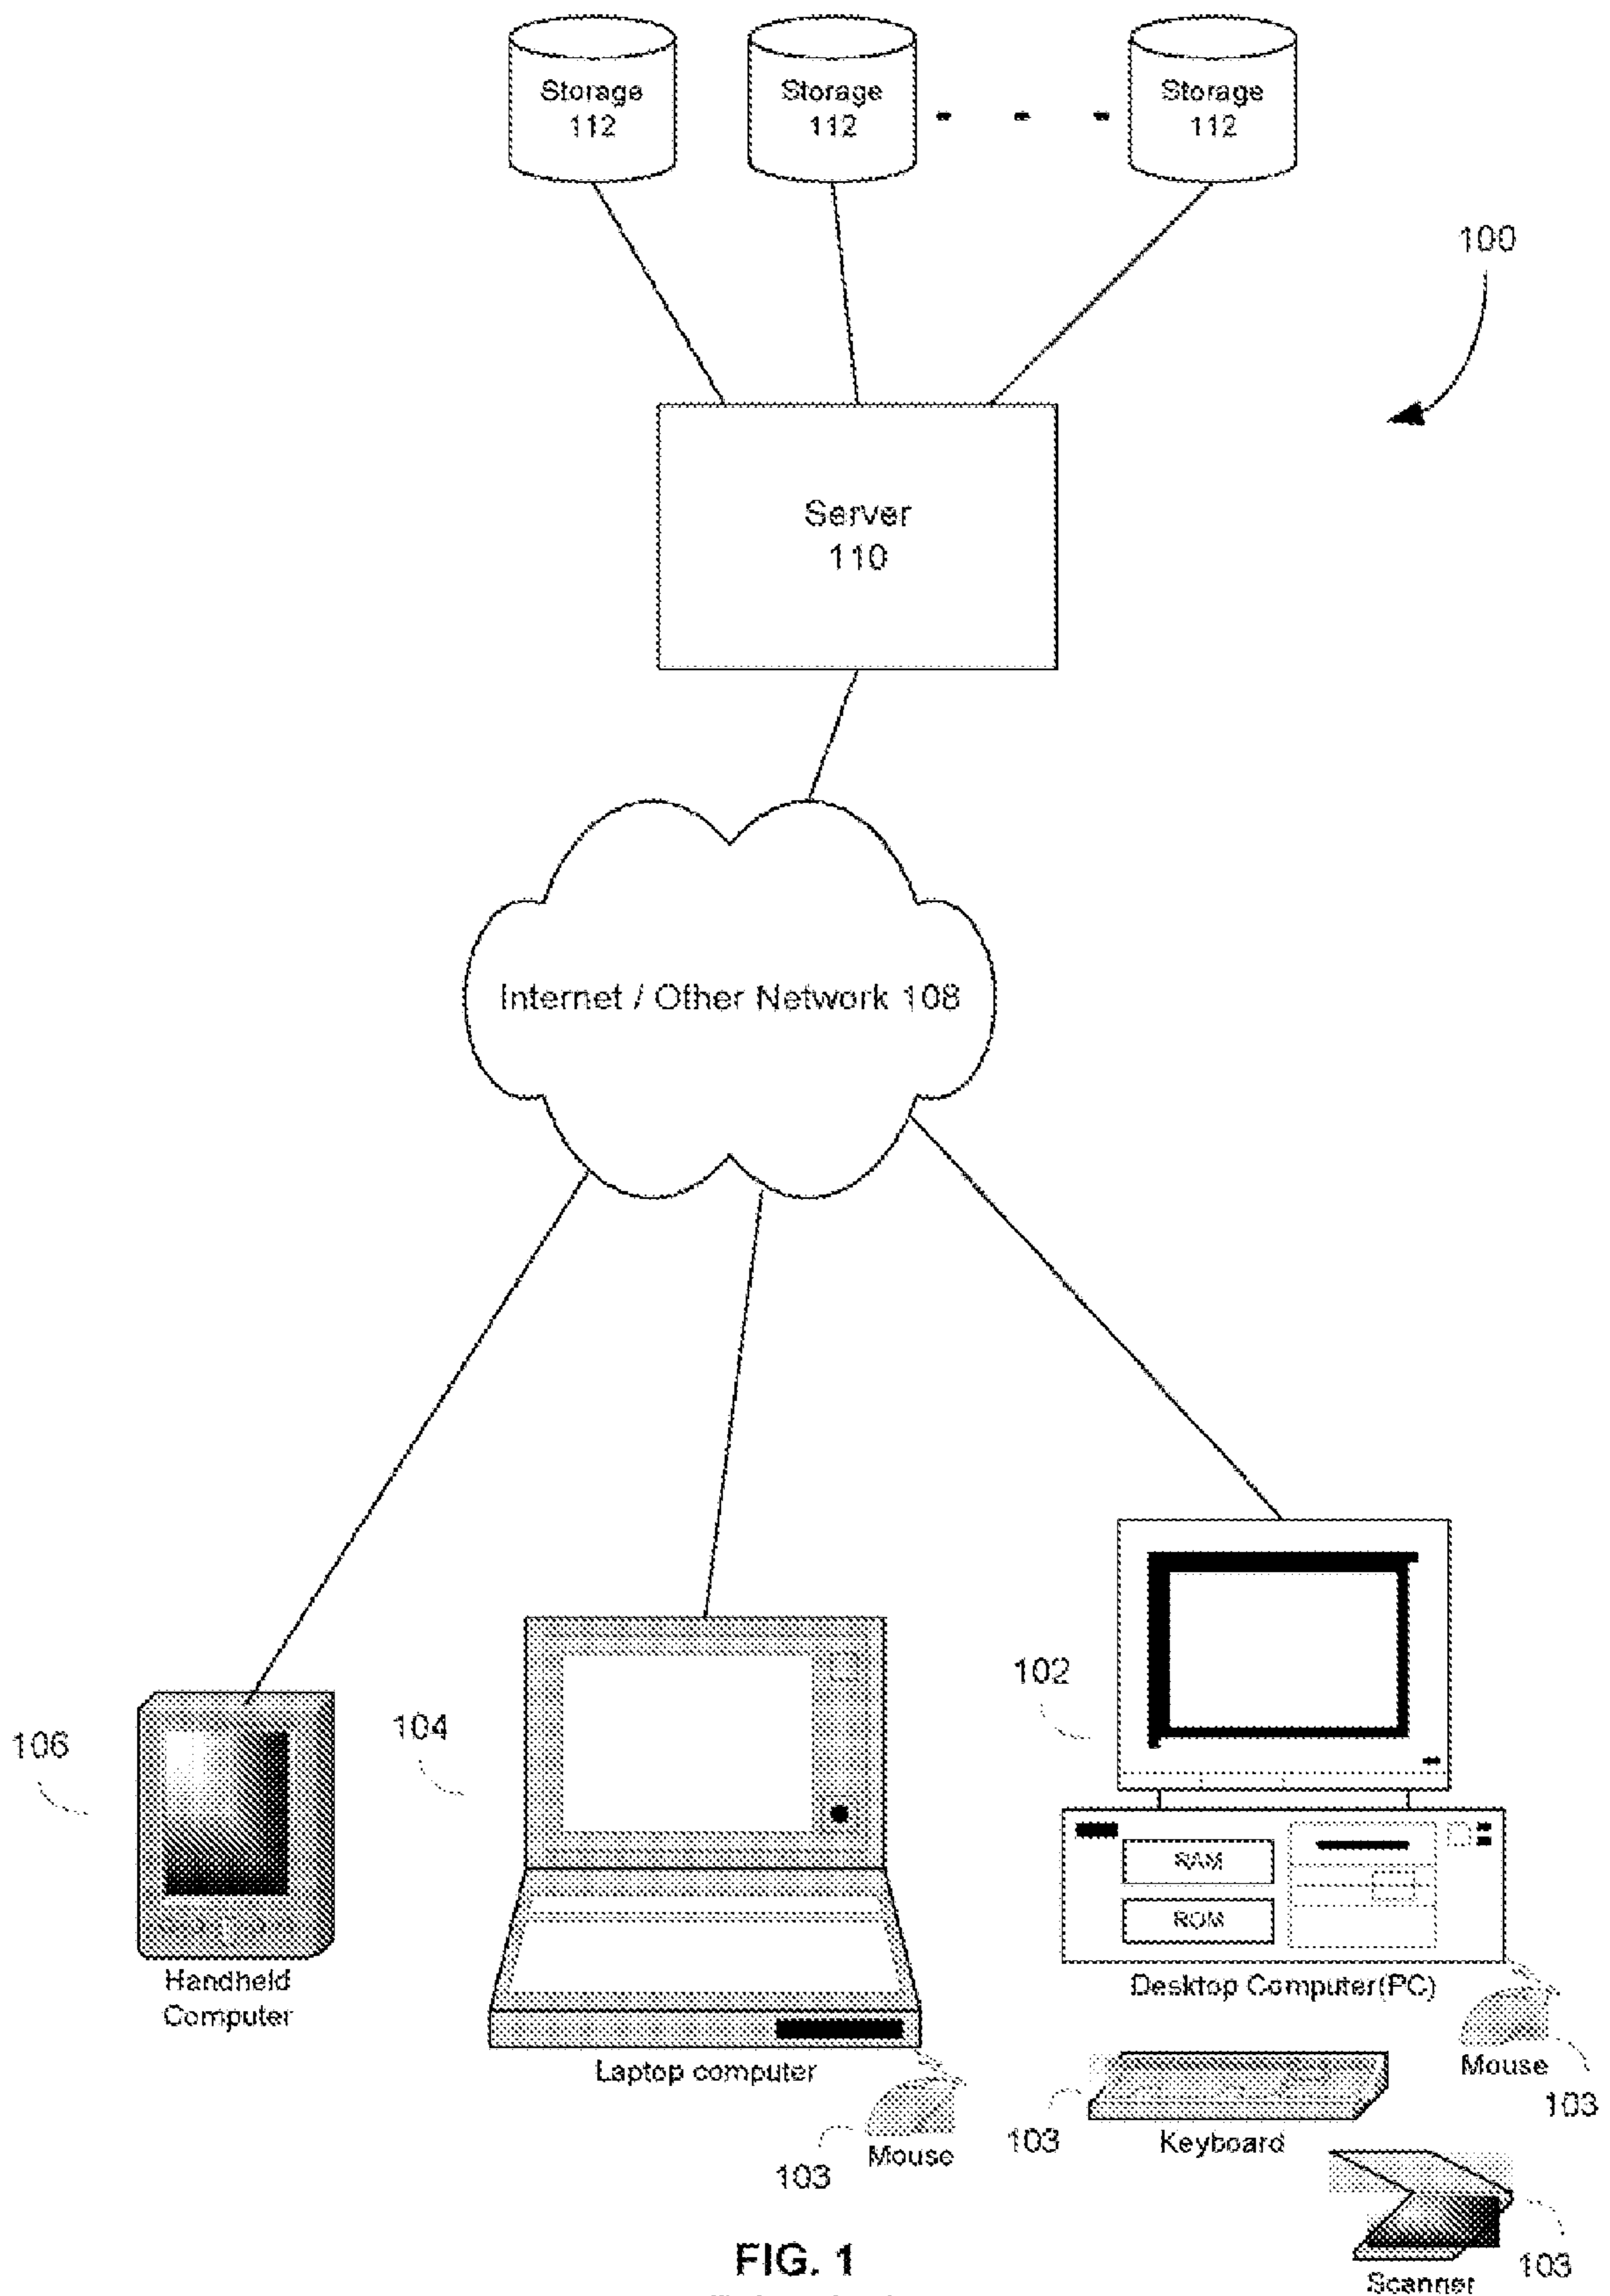 Storage
112
Storage
112
Storage
112
100
Server
110
Internet / Other Network 108
102
104
106
RAM
ROM
Handheld
Computer
Desktop Computer(PC)
Laptop computer
Mouse
103
Keyboard
103
Mouse
103
Scanner
103
FIG. 1